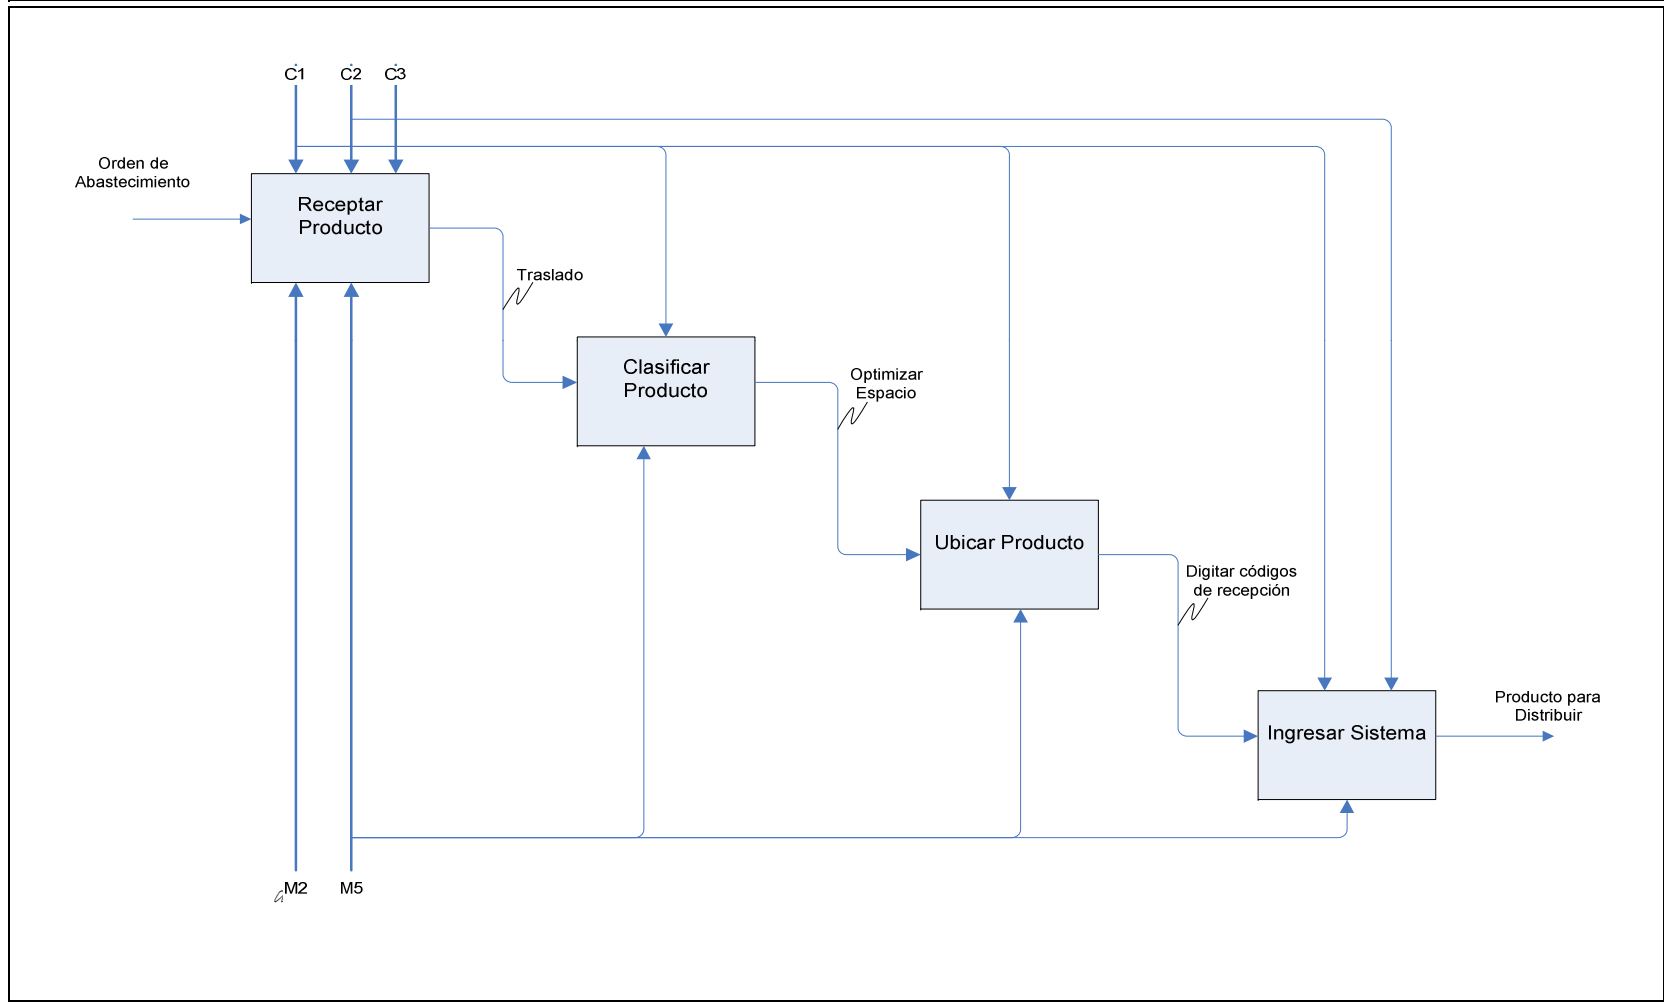 C1 C2 C3
Orden de
Abastecimiento
Receptar
Producto
Traslado
Clasificar
Producto
Optimizar
Espacio
Ubicar Producto
Digitar códigos
de recepción
Producto para
Distribuir
Ingresar Sistema
M2 M5